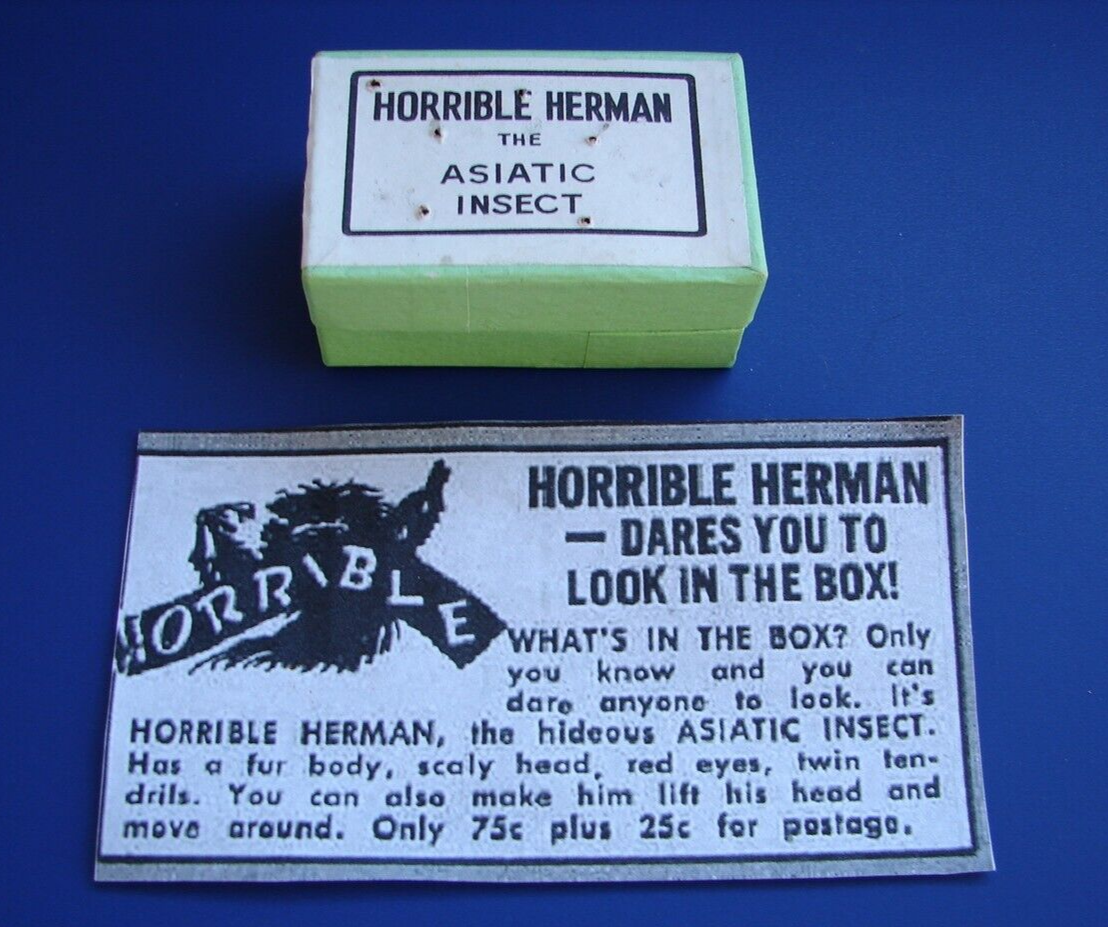 HORRIBLE HERMAN
THE
ASIATIC
INSECT
HORRIBLE
HORRIBLE HERMAN
— DARES YOU TO
LOOK IN THE BOX!
WHAT'S IN THE BOX? Only
you know and you can
dare anyone to look. It's
HORRIBLE HERMAN, the hideous ASIATIC INSECT.
Has a fur body, scaly head, red eyes, twin ten-
drils. You can also make him lift his head and
move around. Only 75c plus 25c for postage.